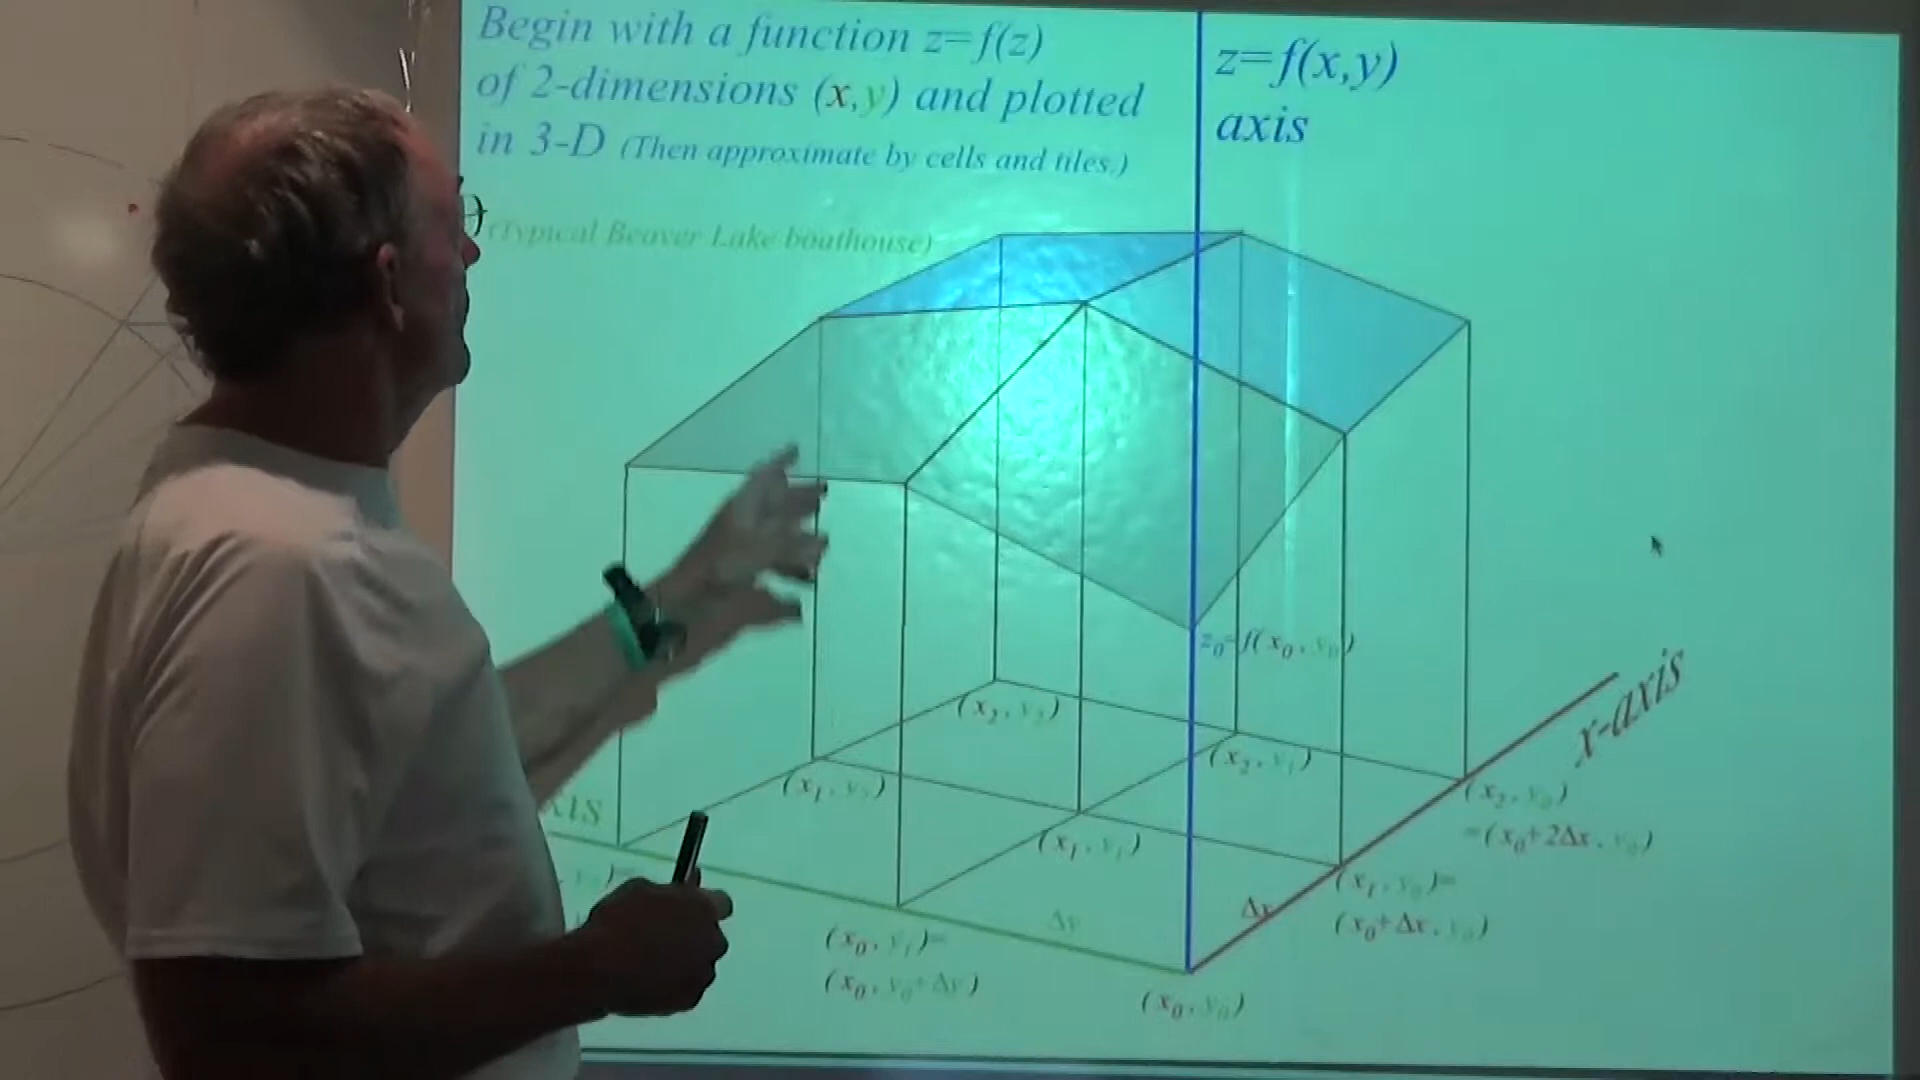 Begin with a function z=f(z)
of 2-dimensions (x,y) and plotted
in 3-D (Then approximate by cells and tiles.)
(Typical Beaver Lake boathouse)
z=f(x,y)
axis
z₀=f(x₀, y₀)
x-axis
(x₂, y₂)
(x₂, y₁)
(x₁, y₂)
(x₂, y₀)
=(x₀+2Δx, y₀)
(x₁, y₁)
xis
(x₁, y₀)=
(x₀+Δx, y₀)
Δx
Δy
(x₀, y₁)=
(x₀, y₀+Δy)
(x₀, y₀)